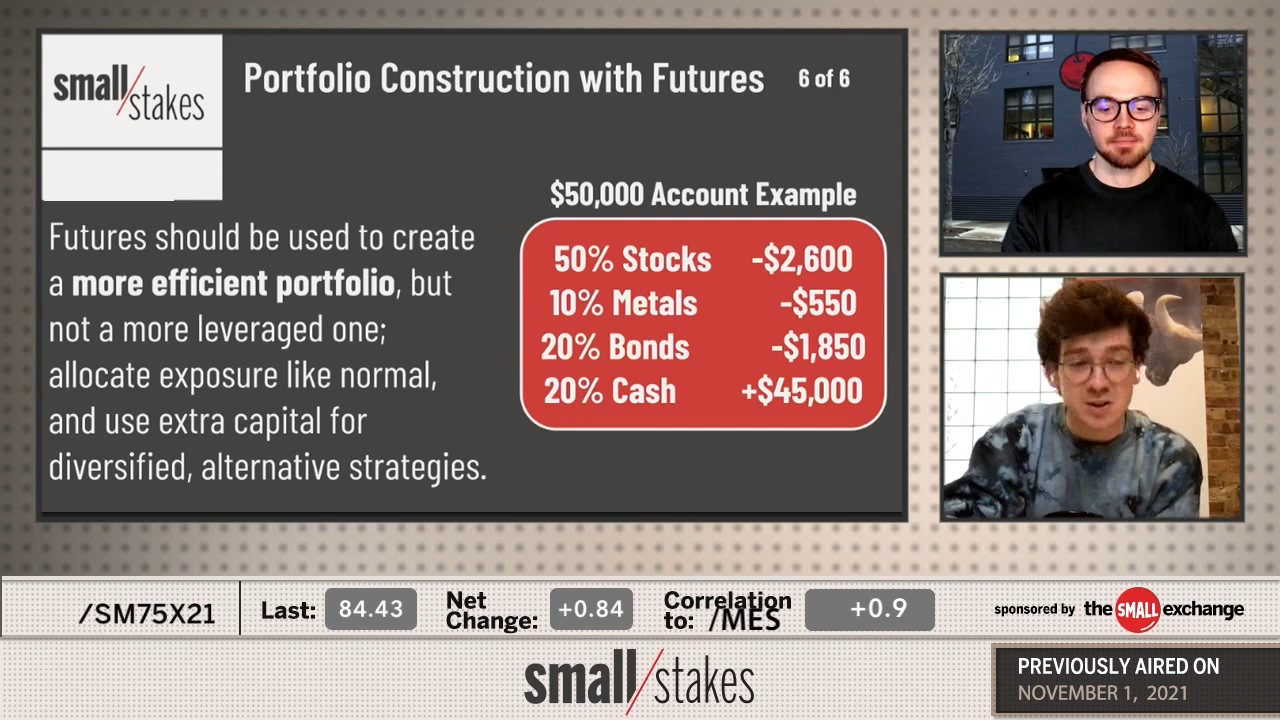 small/stakes
Portfolio Construction with Futures 6 of 6
Futures should be used to create
a more efficient portfolio, but
not a more leveraged one;
allocate exposure like normal,
and use extra capital for
diversified, alternative strategies.
$50,000 Account Example
50% Stocks -$2,600
10% Metals -$550
20% Bonds -$1,850
20% Cash +$45,000
/SM75X21
Last: 84.43
Net
Change: +0.84
Correlation
to: /MES +0.9
sponsored by the SMALL exchange
small/stakes
PREVIOUSLY AIRED ON
NOVEMBER 1, 2021